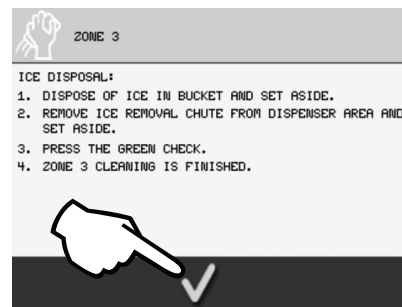 ZONE 3
ICE DISPOSAL:
1. DISPOSE OF ICE IN BUCKET AND SET ASIDE.
2. REMOVE ICE REMOVAL CHUTE FROM DISPENSER AREA AND
SET ASIDE.
3. PRESS THE GREEN CHECK.
4. ZONE 3 CLEANING IS FINISHED.